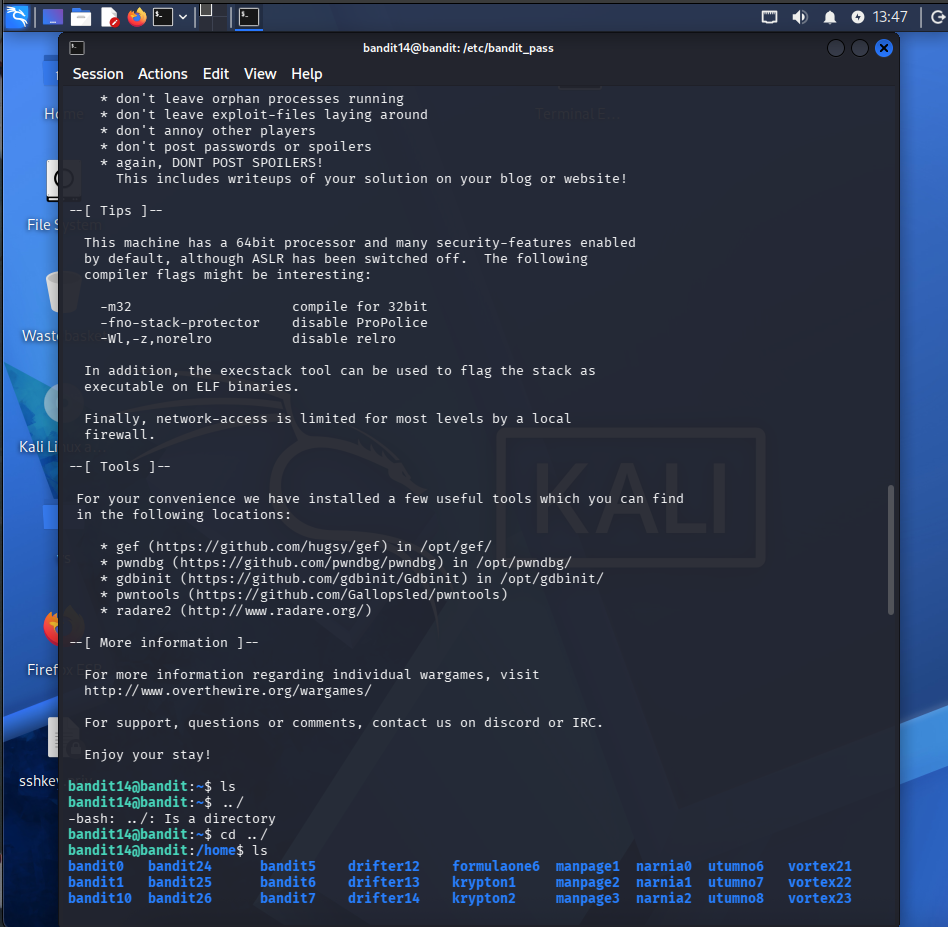 13:47
bandit14@bandit: /etc/bandit_pass
Session Actions Edit View Help
* don't leave orphan processes running
* don't leave exploit-files laying around
* don't annoy other players
* don't post passwords or spoilers
* again, DONT POST SPOILERS!
This includes writeups of your solution on your blog or website!
--[ Tips ]--
This machine has a 64bit processor and many security-features enabled
by default, although ASLR has been switched off.  The following
compiler flags might be interesting:
-m32                    compile for 32bit
-fno-stack-protector    disable ProPolice
-Wl,-z,norelro          disable relro
In addition, the execstack tool can be used to flag the stack as
executable on ELF binaries.
Finally, network-access is limited for most levels by a local
firewall.
--[ Tools ]--
For your convenience we have installed a few useful tools which you can find
in the following locations:
* gef (https://github.com/hugsy/gef) in /opt/gef/
* pwndbg (https://github.com/pwndbg/pwndbg) in /opt/pwndbg/
* gdbinit (https://github.com/gdbinit/Gdbinit) in /opt/gdbinit/
* pwntools (https://github.com/Gallopsled/pwntools)
* radare2 (http://www.radare.org/)
--[ More information ]--
For more information regarding individual wargames, visit
http://www.overthewire.org/wargames/
For support, questions or comments, contact us on discord or IRC.
Enjoy your stay!
bandit14@bandit:~$ ls
bandit14@bandit:~$ ../
-bash: ../: Is a directory
bandit14@bandit:~$ cd ../
bandit14@bandit:/home$ ls
bandit0   bandit24      bandit5    drifter12    formulaone6  manpage1  narnia0  utumno6   vortex21
bandit1   bandit25      bandit6    drifter13    krypton1     manpage2  narnia1  utumno7   vortex22
bandit10  bandit26      bandit7    drifter14    krypton2     manpage3  narnia2  utumno8   vortex23
Home
File System
Kali Linux
Firefox ESR
KALI